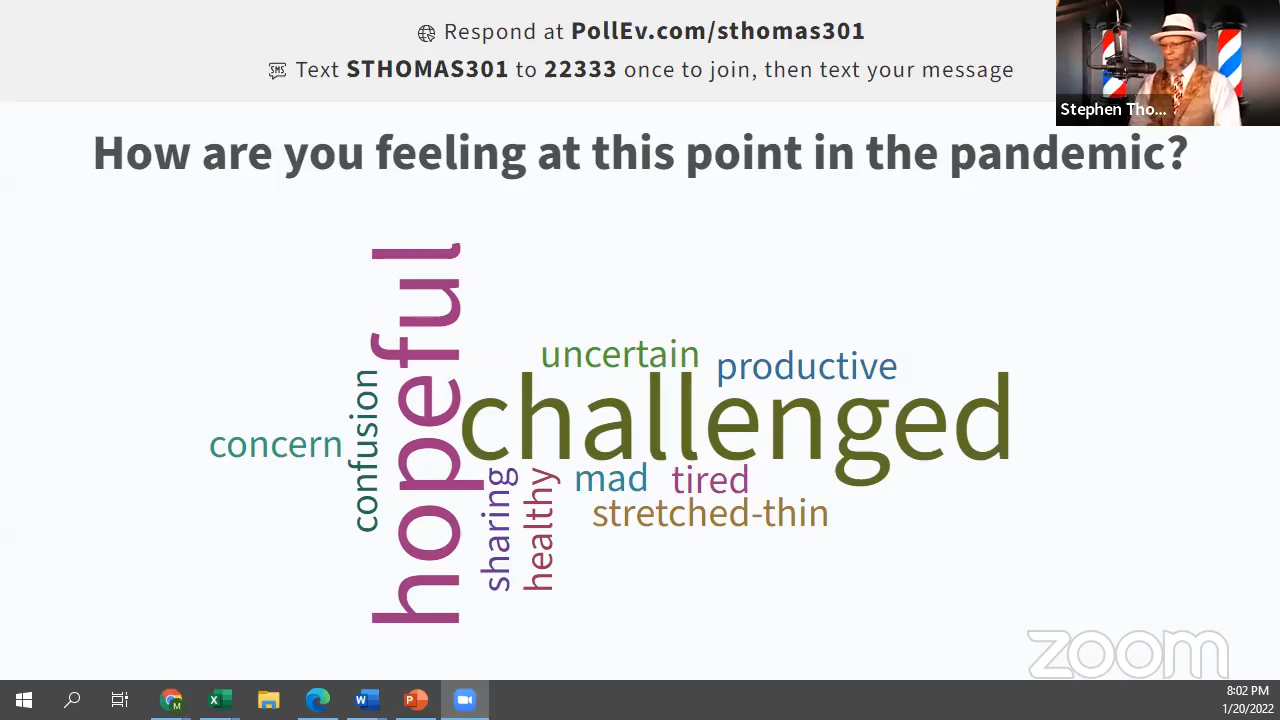 Respond at PollEv.com/sthomas301
SMS Text STHOMAS301 to 22333 once to join, then text your message
Stephen Tho...
How are you feeling at this point in the pandemic?
hopeful
uncertain
productive
challenged
confusion
concern
sharing
healthy
mad
tired
stretched-thin
zoom
8:02 PM
1/20/2022